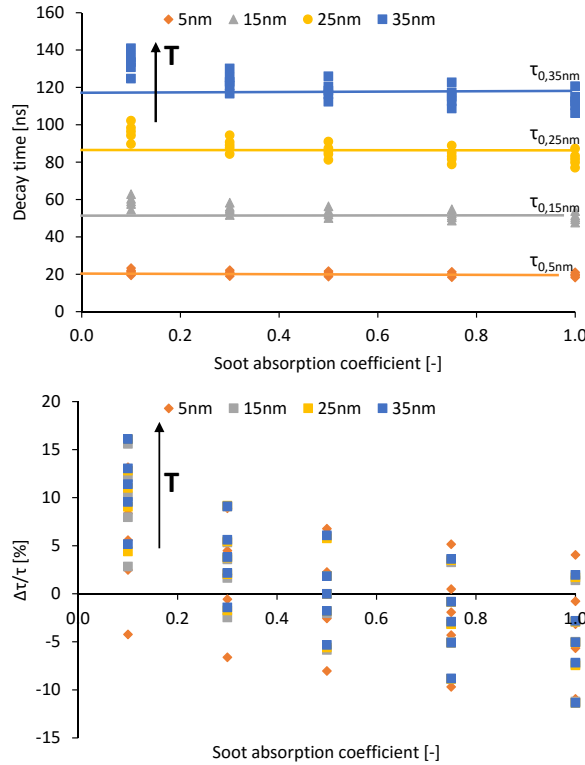 5nm 15nm 25nm 35nm
160
140
120
100
80
60
40
20
0
Decay time [ns]
T
τ0,35nm
τ0,25nm
τ0,15nm
τ0,5nm
0.0 0.2 0.4 0.6 0.8 1.0
Soot absorption coefficient [-]
5nm 15nm 25nm 35nm
20
15
10
5
0
-5
-10
-15
Δτ/τ [%]
T
0.0 0.2 0.4 0.6 0.8 1.0
Soot absorption coefficient [-]